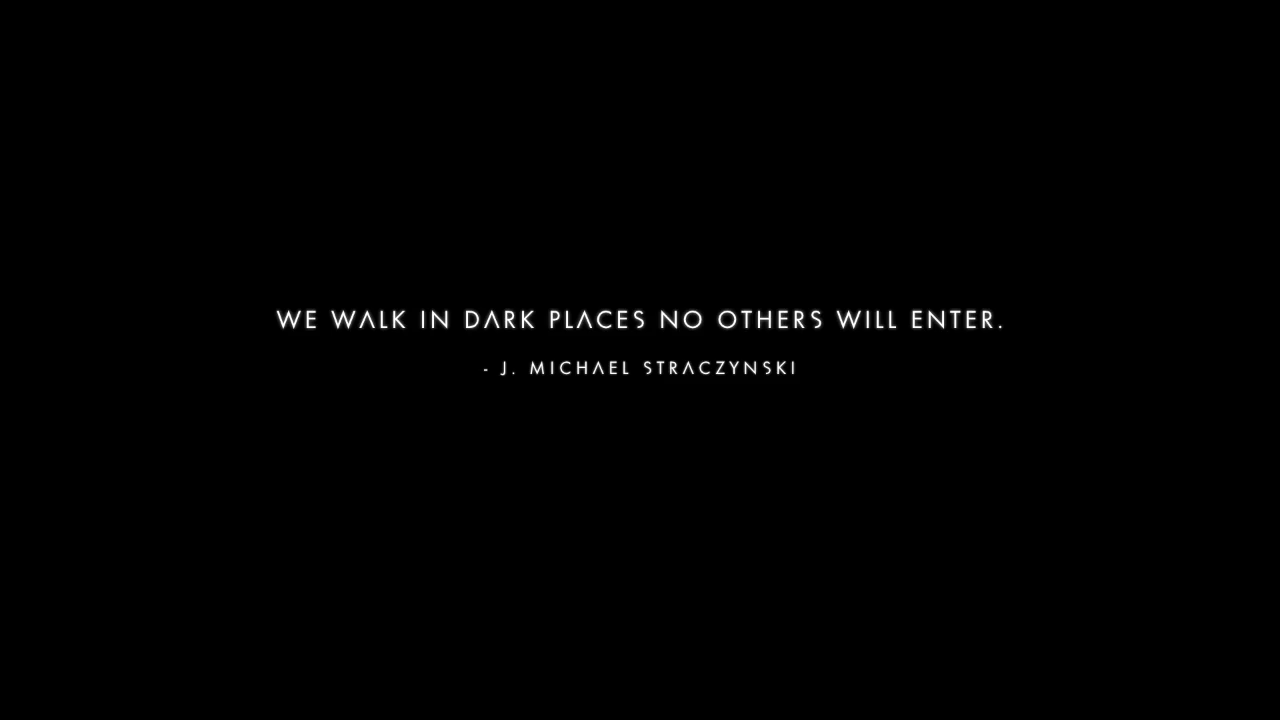 WE WALK IN DARK PLACES NO OTHERS WILL ENTER.
- J. MICHAEL STRACZYNSKI